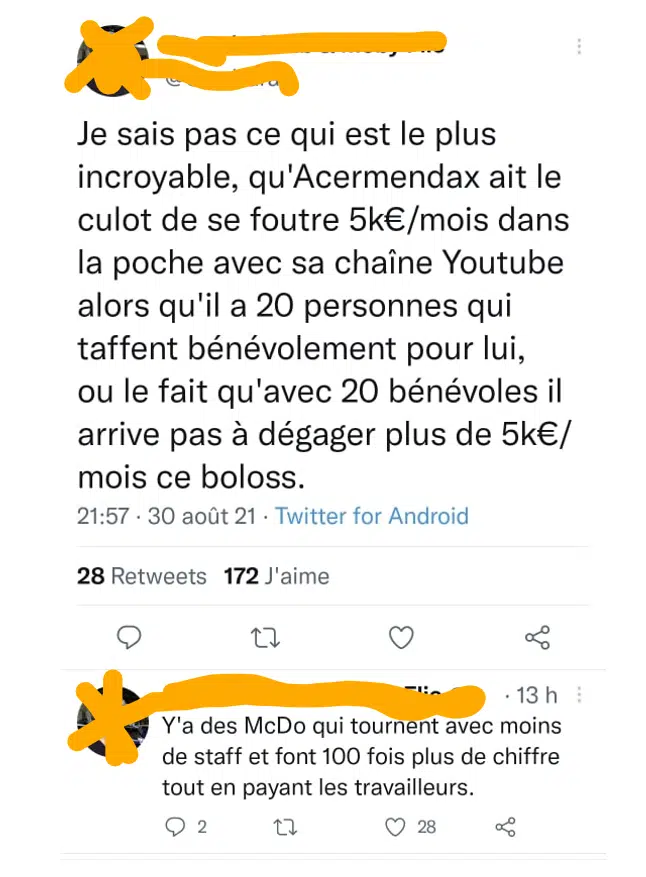 Je sais pas ce qui est le plus
incroyable, qu'Acermendax ait le
culot de se foutre 5k€/mois dans
la poche avec sa chaîne Youtube
alors qu'il a 20 personnes qui
taffent bénévolement pour lui,
ou le fait qu'avec 20 bénévoles il
arrive pas à dégager plus de 5k€/
mois ce boloss.
21:57 · 30 août 21 · Twitter for Android
28 Retweets 172 J'aime
· 13 h
Y'a des McDo qui tournent avec moins
de staff et font 100 fois plus de chiffre
tout en payant les travailleurs.
2 28